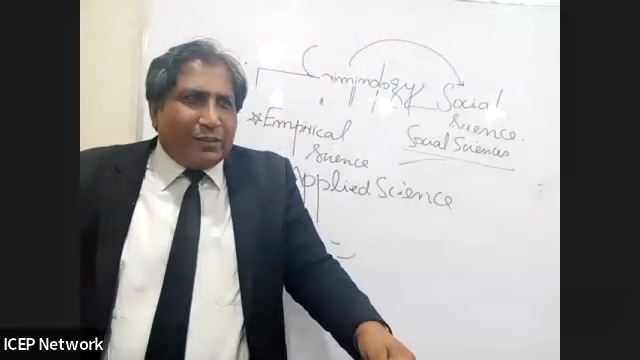 Criminology
Social
Science.
*Empirical
Science
Social Sciences
Applied Science
ICEP Network